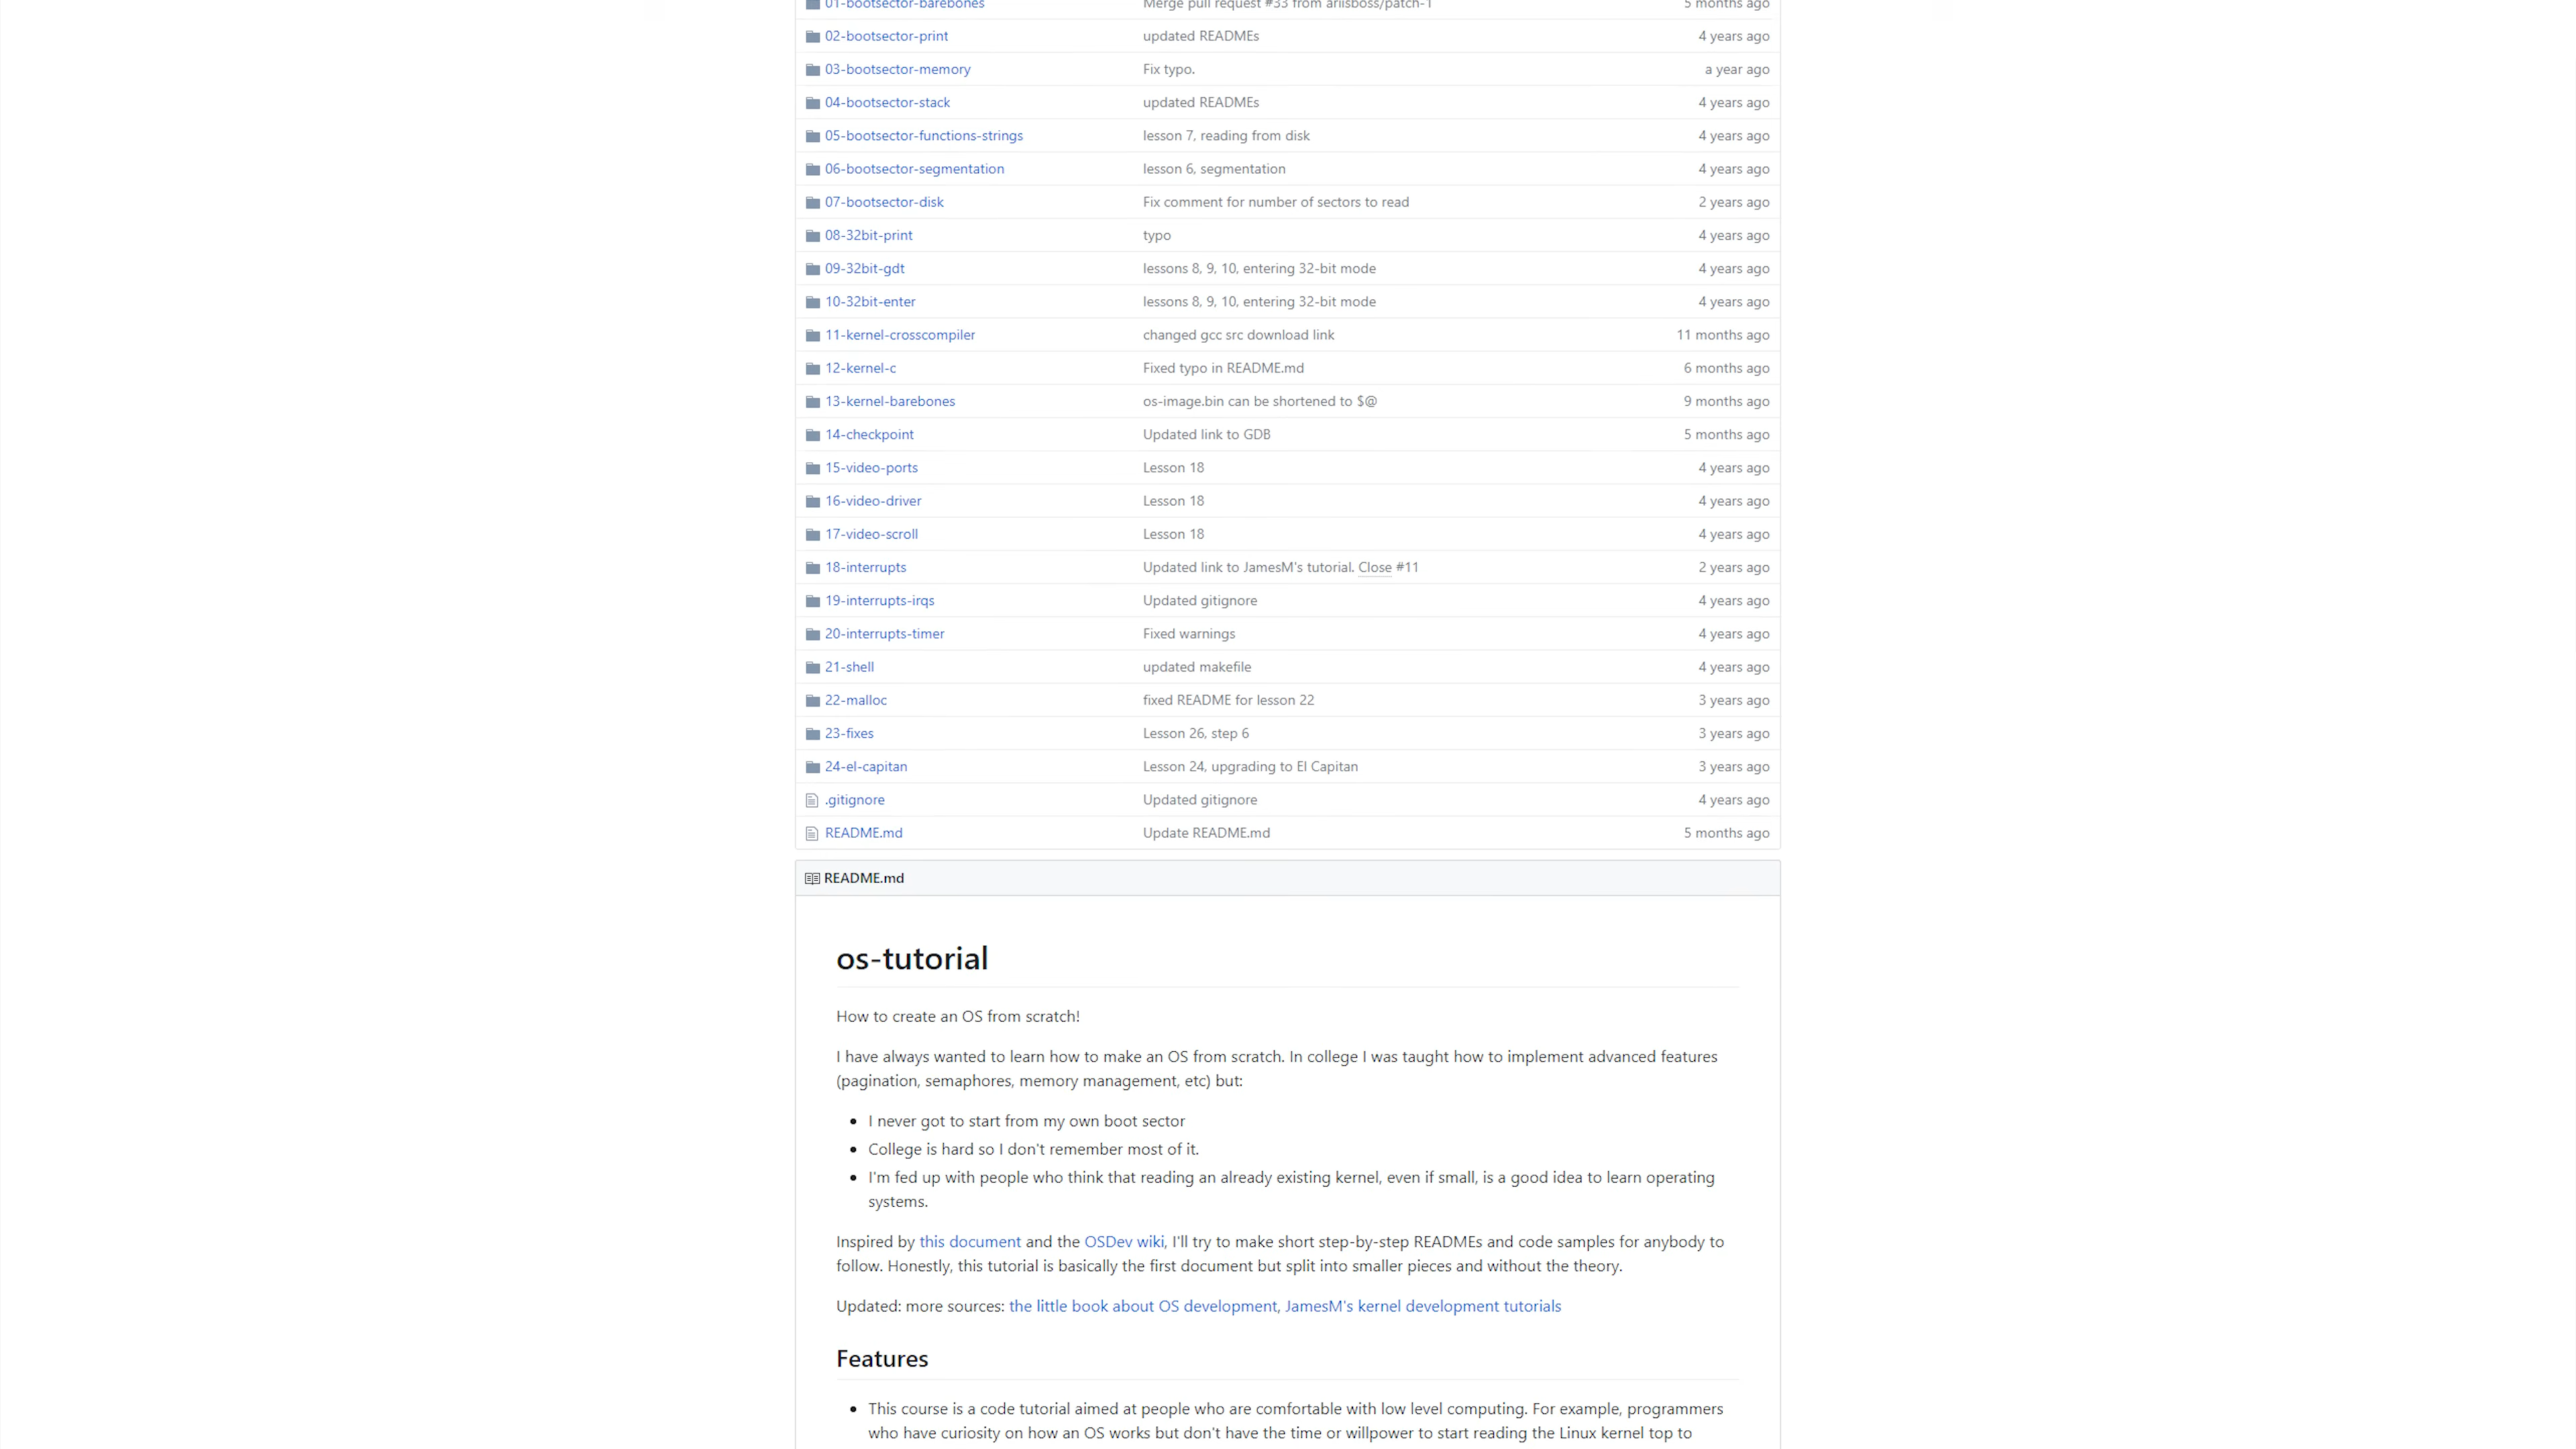 01-bootsector-barebones Merge pull request #33 from arlisboss/patch-1 5 months ago
02-bootsector-print updated READMEs 4 years ago
03-bootsector-memory Fix typo. a year ago
04-bootsector-stack updated READMEs 4 years ago
05-bootsector-functions-strings lesson 7, reading from disk 4 years ago
06-bootsector-segmentation lesson 6, segmentation 4 years ago
07-bootsector-disk Fix comment for number of sectors to read 2 years ago
08-32bit-print typo 4 years ago
09-32bit-gdt lessons 8, 9, 10, entering 32-bit mode 4 years ago
10-32bit-enter lessons 8, 9, 10, entering 32-bit mode 4 years ago
11-kernel-crosscompiler changed gcc src download link 11 months ago
12-kernel-c Fixed typo in README.md 6 months ago
13-kernel-barebones os-image.bin can be shortened to $@ 9 months ago
14-checkpoint Updated link to GDB 5 months ago
15-video-ports Lesson 18 4 years ago
16-video-driver Lesson 18 4 years ago
17-video-scroll Lesson 18 4 years ago
18-interrupts Updated link to JamesM's tutorial. Close #11 2 years ago
19-interrupts-irqs Updated gitignore 4 years ago
20-interrupts-timer Fixed warnings 4 years ago
21-shell updated makefile 4 years ago
22-malloc fixed README for lesson 22 3 years ago
23-fixes Lesson 26, step 6 3 years ago
24-el-capitan Lesson 24, upgrading to El Capitan 3 years ago
.gitignore Updated gitignore 4 years ago
README.md Update README.md 5 months ago
README.md
os-tutorial
How to create an OS from scratch!
I have always wanted to learn how to make an OS from scratch. In college I was taught how to implement advanced features
(pagination, semaphores, memory management, etc) but:
• I never got to start from my own boot sector
• College is hard so I don't remember most of it.
• I'm fed up with people who think that reading an already existing kernel, even if small, is a good idea to learn operating
systems.
Inspired by this document and the OSDev wiki, I'll try to make short step-by-step READMEs and code samples for anybody to
follow. Honestly, this tutorial is basically the first document but split into smaller pieces and without the theory.
Updated: more sources: the little book about OS development, JamesM's kernel development tutorials
Features
• This course is a code tutorial aimed at people who are comfortable with low level computing. For example, programmers
who have curiosity on how an OS works but don't have the time or willpower to start reading the Linux kernel top to